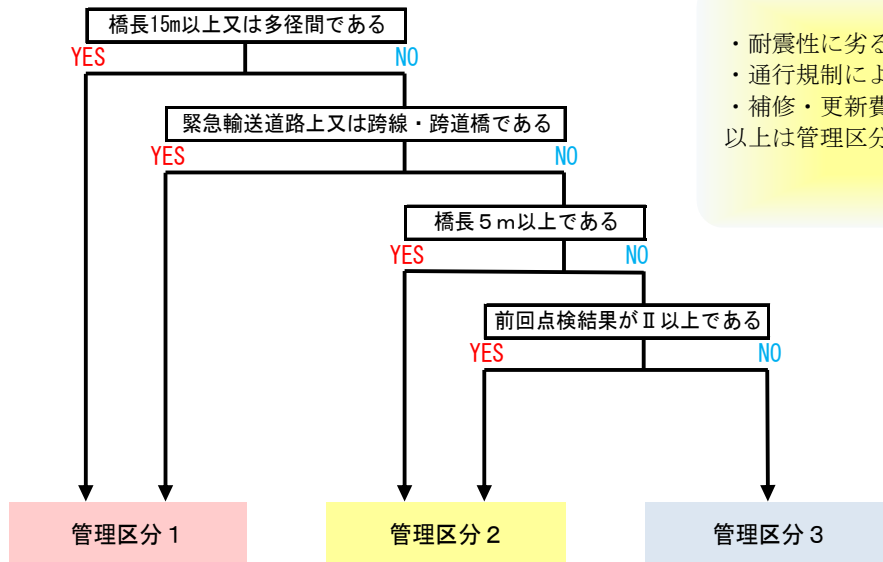 橋長15m以上又は多径間である
YES
NO
・耐震性に劣る
・通行規制によ
・補修・更新費
以上は管理区分
緊急輸送道路上又は跨線・跨道橋である
YES
NO
橋長５ｍ以上である
YES
NO
前回点検結果がⅡ以上である
YES
NO
管理区分１
管理区分２
管理区分３